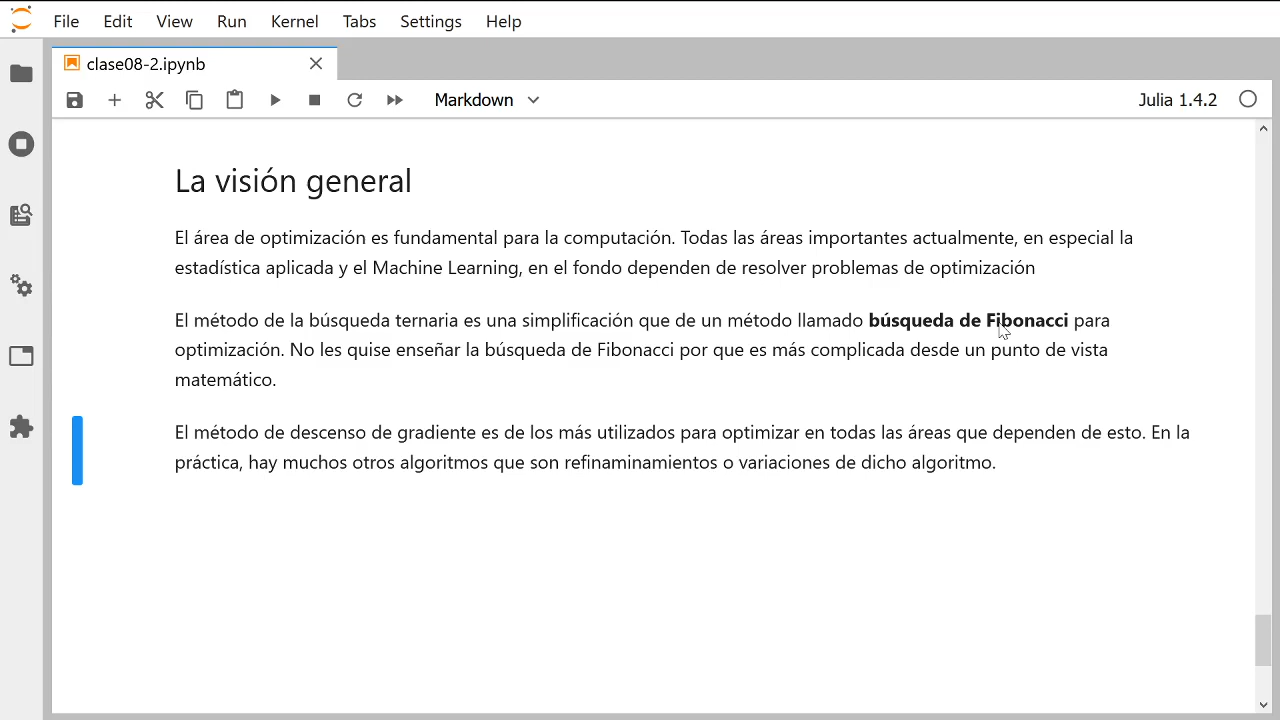 File Edit View Run Kernel Tabs Settings Help
clase08-2.ipynb
Markdown
Julia 1.4.2
La visión general
El área de optimización es fundamental para la computación. Todas las áreas importantes actualmente, en especial la
estadística aplicada y el Machine Learning, en el fondo dependen de resolver problemas de optimización
El método de la búsqueda ternaria es una simplificación que de un método llamado búsqueda de Fibonacci para
optimización. No les quise enseñar la búsqueda de Fibonacci por que es más complicada desde un punto de vista
matemático.
El método de descenso de gradiente es de los más utilizados para optimizar en todas las áreas que dependen de esto. En la
práctica, hay muchos otros algoritmos que son refinaminamientos o variaciones de dicho algoritmo.